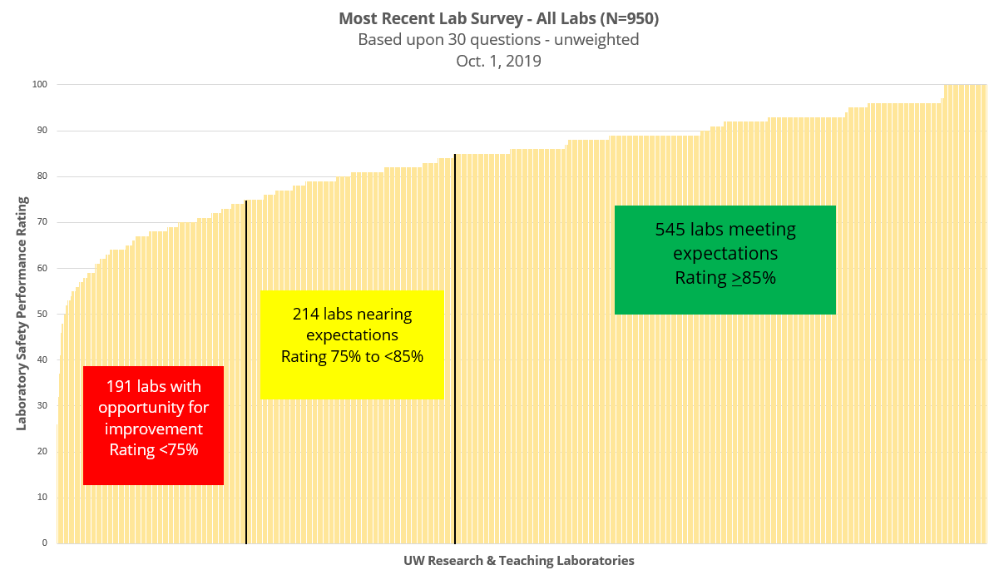 Most Recent Lab Survey - All Labs (N=950)
Based upon 30 questions - unweighted
Oct. 1, 2019
Laboratory Safety Performance Rating
100
90
80
70
60
50
40
30
20
10
0
191 labs with
opportunity for
improvement
Rating <75%
214 labs nearing
expectations
Rating 75% to <85%
545 labs meeting
expectations
Rating >85%
UW Research & Teaching Laboratories